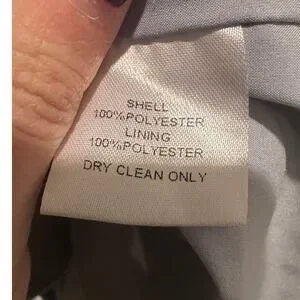 SHELL
100%POLYESTER
LINING
100%POLYESTER
DRY CLEAN ONLY